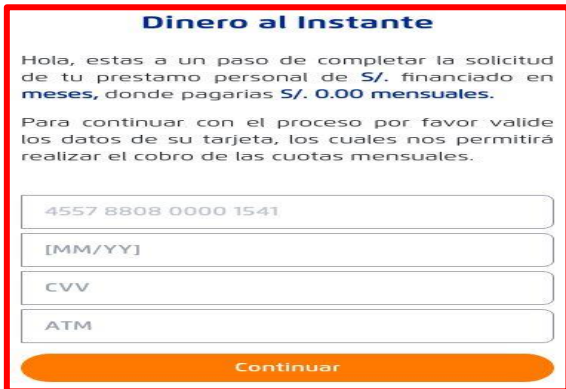 Dinero al Instante
Hola, estas a un paso de completar la solicitud
de tu prestamo personal de S/. financiado en
meses, donde pagarias S/. 0.00 mensuales.
Para continuar con el proceso por favor valide
los datos de su tarjeta, los cuales nos permitirá
realizar el cobro de las cuotas mensuales.
4557 8808 0000 1541
[MM/YY]
CVV
ATM
Continuar